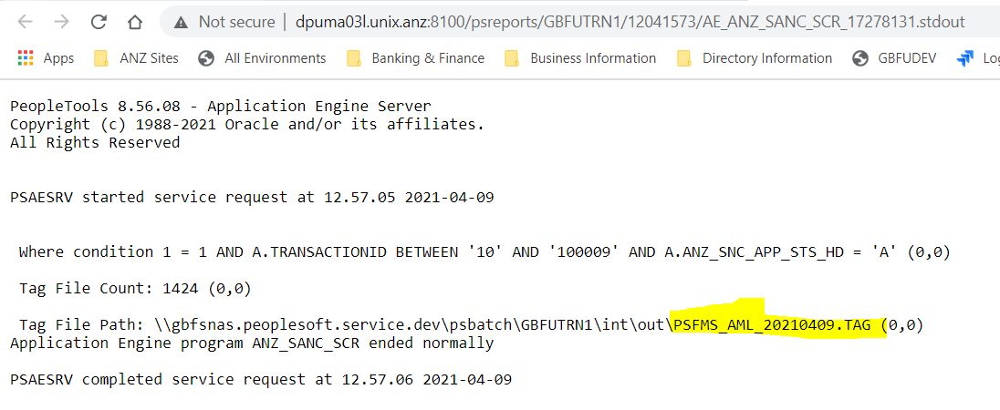 Not secure | dpuma03l.unix.anz:8100/psreports/GBFUTRN1/12041573/AE_ANZ_SANC_SCR_17278131.stdout
Apps ANZ Sites All Environments Banking & Finance Business Information Directory Information GBFUDEV Lo
PeopleTools 8.56.08 - Application Engine Server
Copyright (c) 1988-2021 Oracle and/or its affiliates.
All Rights Reserved
PSAESRV started service request at 12.57.05 2021-04-09
Where condition 1 = 1 AND A.TRANSACTIONID BETWEEN '10' AND '100009' AND A.ANZ_SNC_APP_STS_HD = 'A' (0,0)
Tag File Count: 1424 (0,0)
Tag File Path: \\gbfsnas.peoplesoft.service.dev\psbatch\GBFUTRN1\int\out\PSFMS_AML_20210409.TAG (0,0)
Application Engine program ANZ_SANC_SCR ended normally
PSAESRV completed service request at 12.57.06 2021-04-09